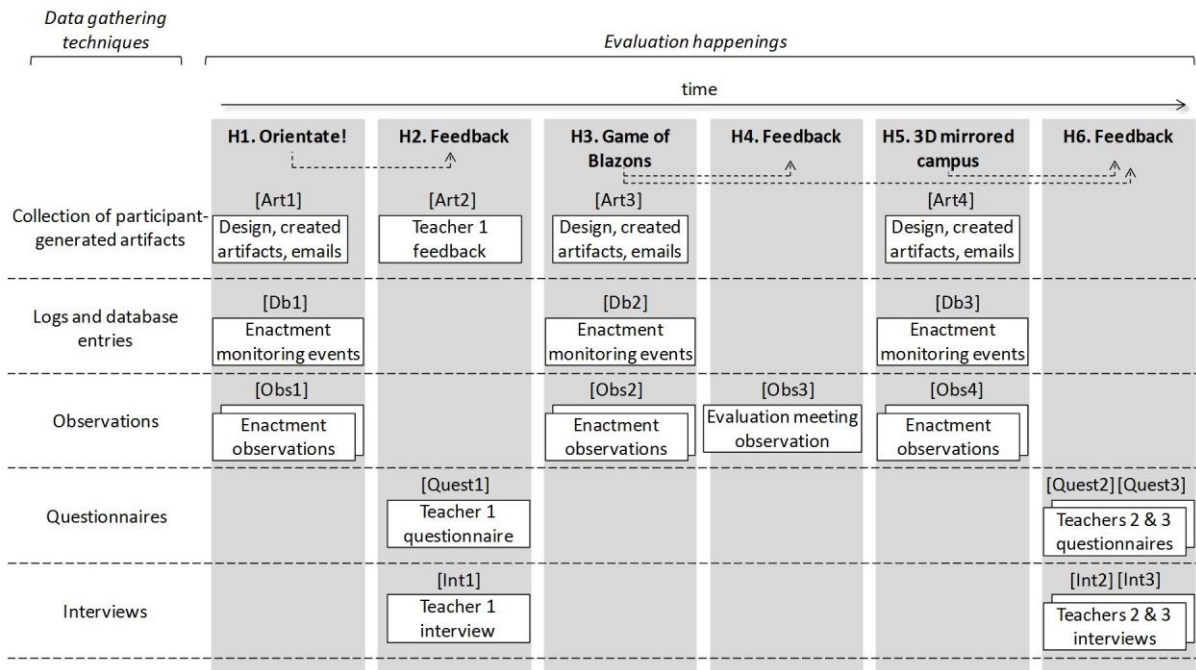 Data gathering
techniques
Evaluation happenings
time
H1. Orientate!
H2. Feedback
H3. Game of
Blazons
H4. Feedback
H5. 3D mirrored
campus
H6. Feedback
Collection of participant-
generated artifacts
[Art1]
Design, created
artifacts, emails
[Art2]
Teacher 1
feedback
[Art3]
Design, created
artifacts, emails
[Art4]
Design, created
artifacts, emails
Logs and database
entries
[Db1]
Enactment
monitoring events
[Db2]
Enactment
monitoring events
[Db3]
Enactment
monitoring events
Observations
[Obs1]
Enactment
observations
[Obs2]
Enactment
observations
[Obs3]
Evaluation meeting
observation
[Obs4]
Enactment
observations
Questionnaires
[Quest1]
Teacher 1
questionnaire
[Quest2] [Quest3]
Teachers 2 & 3
questionnaires
Interviews
[Int1]
Teacher 1
interview
[Int2] [Int3]
Teachers 2 & 3
interviews